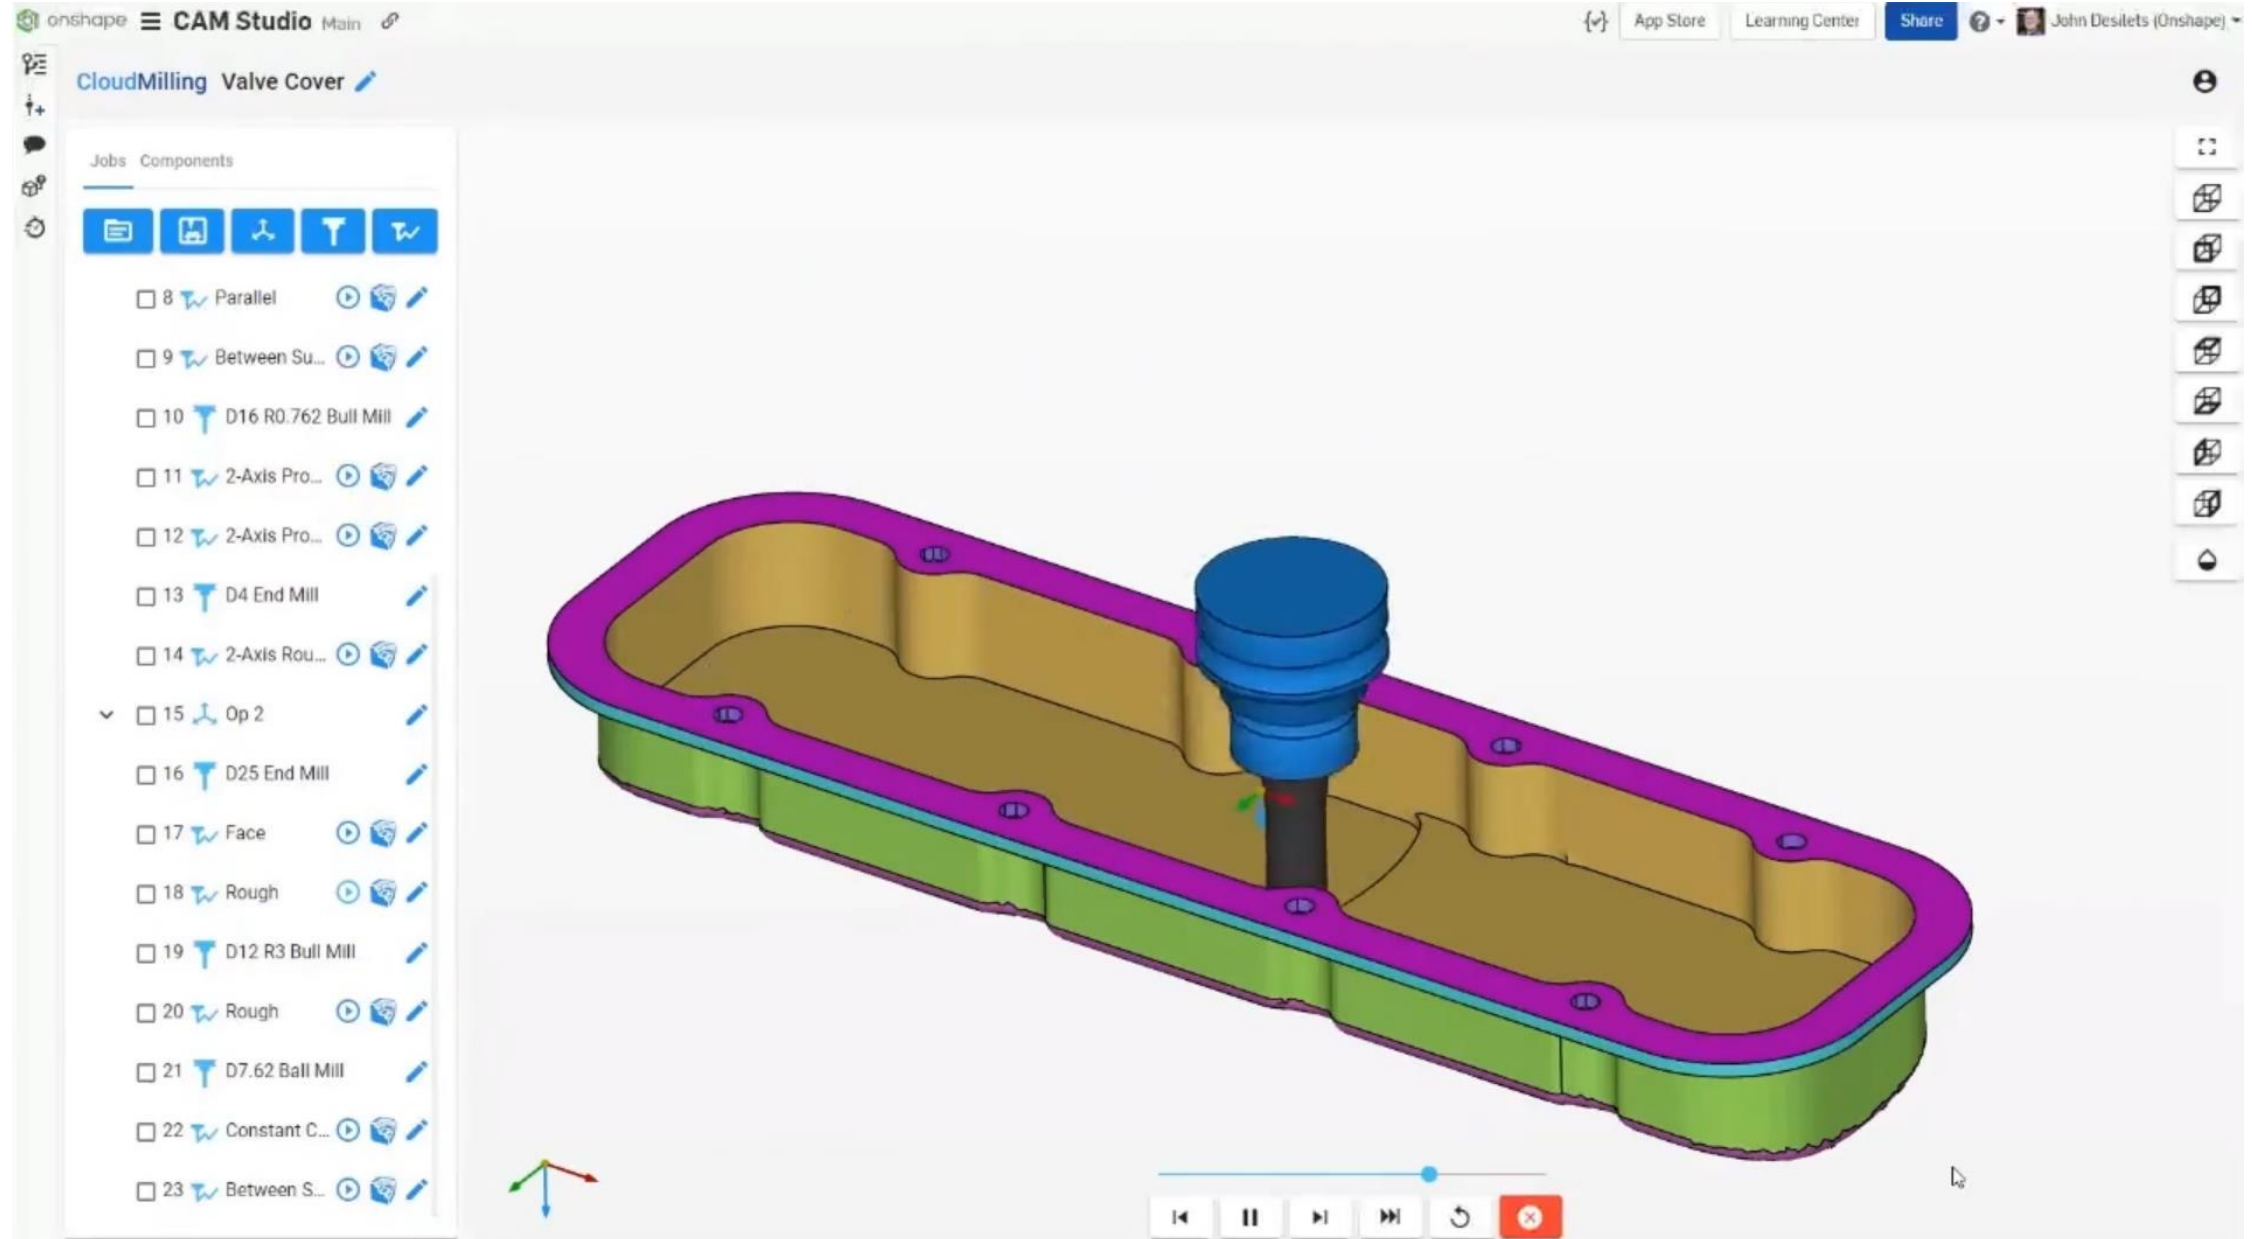 onshape CAM Studio Main App Store Learning Center Share John Desilets (Onshape)
CloudMilling Valve Cover
Jobs Components
8 Parallel
9 Between Su...
10 D16 R0.762 Bull Mill
11 2-Axis Pro...
12 2-Axis Pro...
13 D4 End Mill
14 2-Axis Rou...
15 Op 2
16 D25 End Mill
17 Face
18 Rough
19 D12 R3 Bull Mill
20 Rough
21 D7.62 Ball Mill
22 Constant C...
23 Between S...